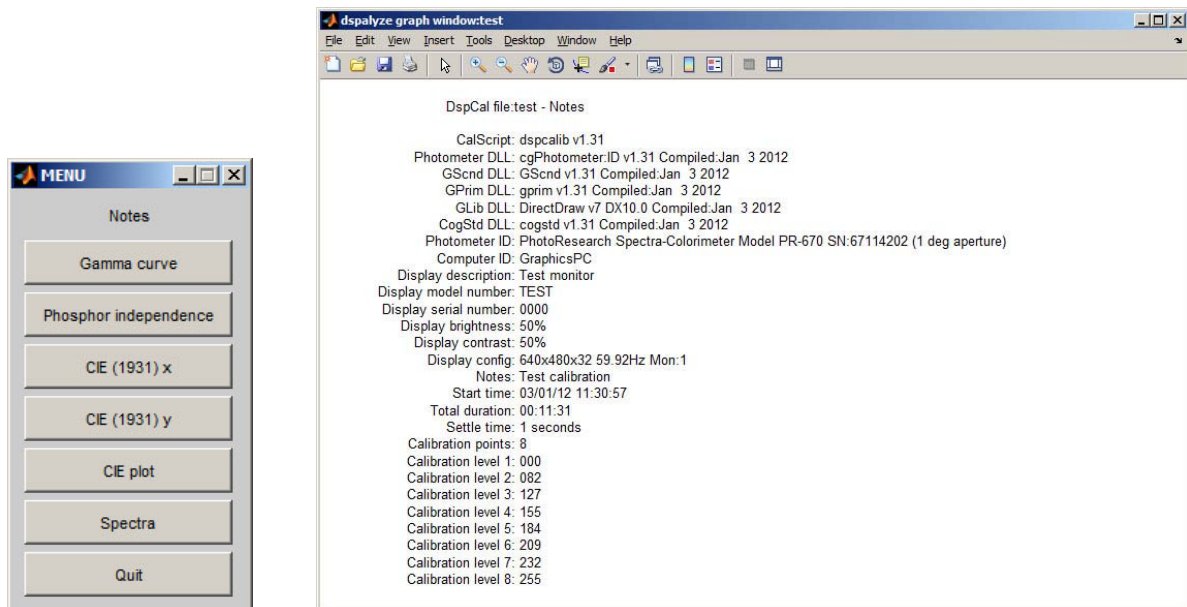 MENU
Notes
Gamma curve
Phosphor independence
CIE (1931) x
CIE (1931) y
CIE plot
Spectra
Quit
dspalyze graph window:test
File Edit View Insert Tools Desktop Window Help
DspCal file:test - Notes
CalScript: dspcalib v1.31
Photometer DLL: cgPhotometer:ID v1.31 Compiled:Jan  3 2012
GScnd DLL: GScnd v1.31 Compiled:Jan  3 2012
GPrim DLL: gprim v1.31 Compiled:Jan  3 2012
GLib DLL: DirectDraw v7 DX10.0 Compiled:Jan  3 2012
CogStd DLL: cogstd v1.31 Compiled:Jan  3 2012
Photometer ID: PhotoResearch Spectra-Colorimeter Model PR-670 SN:67114202 (1 deg aperture)
Computer ID: GraphicsPC
Display description: Test monitor
Display model number: TEST
Display serial number: 0000
Display brightness: 50%
Display contrast: 50%
Display config: 640x480x32 59.92Hz Mon:1
Notes: Test calibration
Start time: 03/01/12 11:30:57
Total duration: 00:11:31
Settle time: 1 seconds
Calibration points: 8
Calibration level 1: 000
Calibration level 2: 082
Calibration level 3: 127
Calibration level 4: 155
Calibration level 5: 184
Calibration level 6: 209
Calibration level 7: 232
Calibration level 8: 255